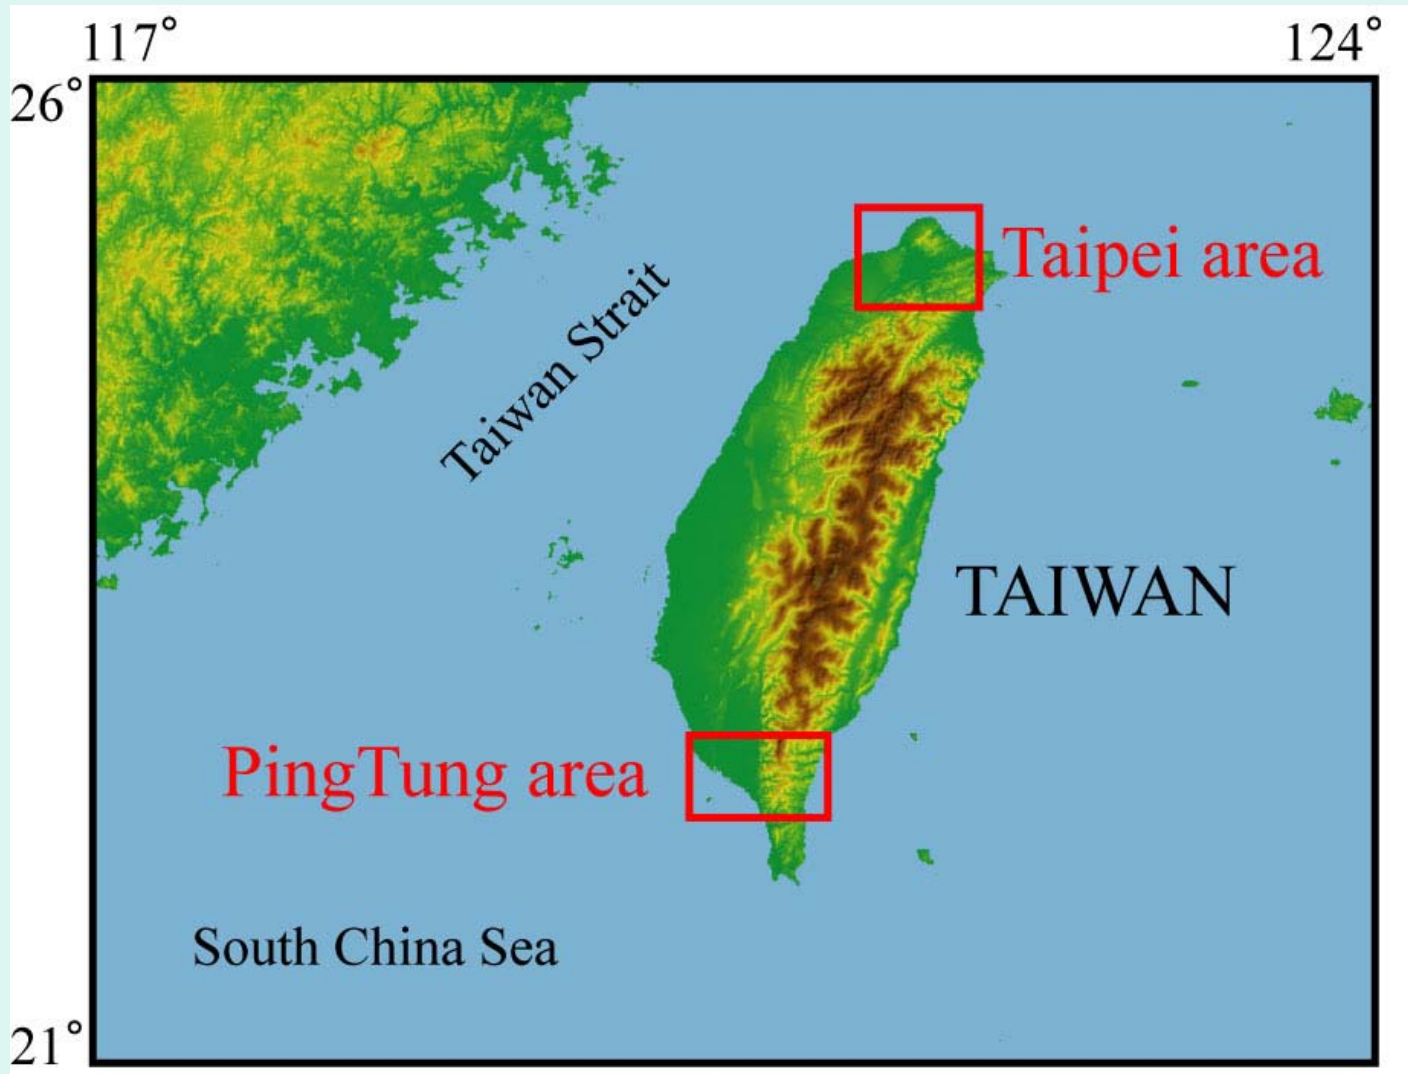 117°
124°
26°
Taipei area
Taiwan Strait
TAIWAN
PingTung area
South China Sea
21°